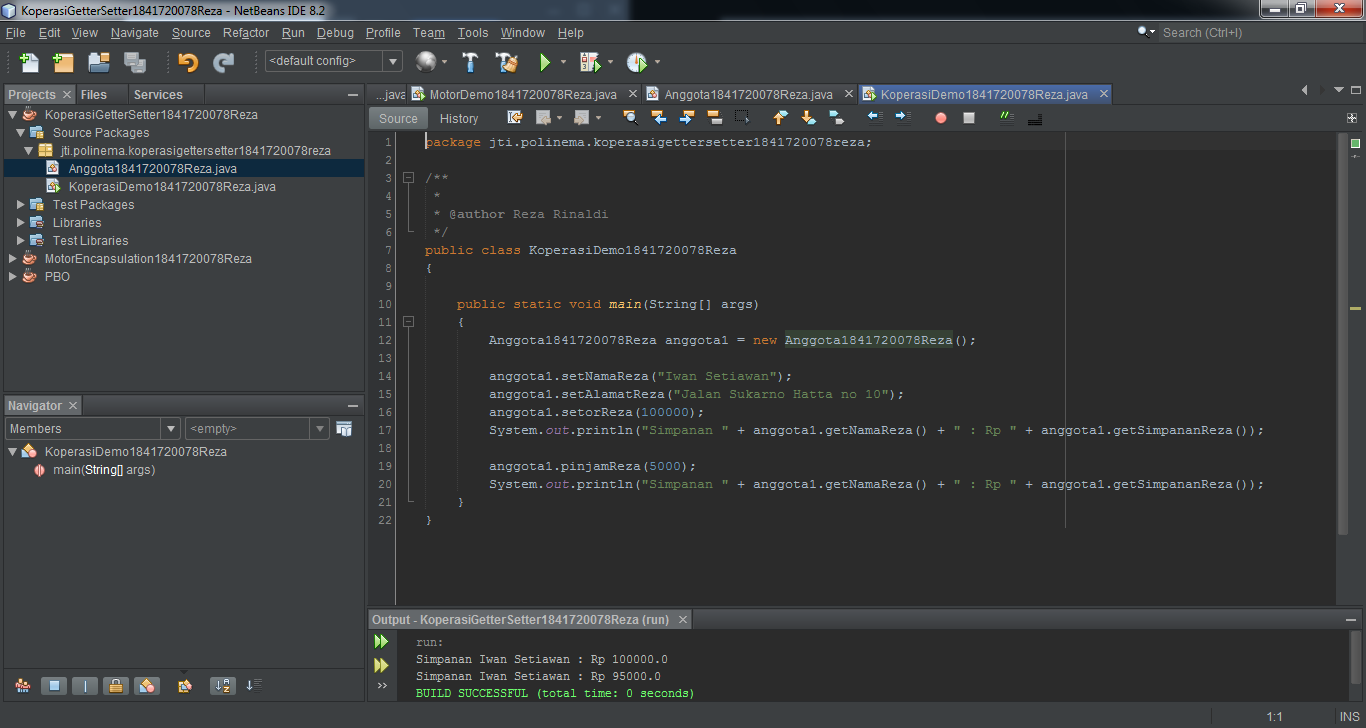 KoperasiGetterSetter1841720078Reza - NetBeans IDE 8.2
File Edit View Navigate Source Refactor Run Debug Profile Team Tools Window Help
Search (Ctrl+I)
<default config>
Projects Files Services
KoperasiGetterSetter1841720078Reza
Source Packages
jti.polinema.koperasigettersetter1841720078reza
Anggota1841720078Reza.java
KoperasiDemo1841720078Reza.java
Test Packages
Libraries
Test Libraries
MotorEncapsulation1841720078Reza
PBO
Navigator
Members <empty>
KoperasiDemo1841720078Reza
main(String[] args)
...java MotorDemo1841720078Reza.java Anggota1841720078Reza.java KoperasiDemo1841720078Reza.java
Source History
1 package jti.polinema.koperasigettersetter1841720078reza;
2
3 /**
4 *
5 * @author Reza Rinaldi
6 */
7 public class KoperasiDemo1841720078Reza
8 {
9
10 public static void main(String[] args)
11 {
12 Anggota1841720078Reza anggota1 = new Anggota1841720078Reza();
13
14 anggota1.setNamaReza("Iwan Setiawan");
15 anggota1.setAlamatReza("Jalan Sukarno Hatta no 10");
16 anggota1.setorReza(100000);
17 System.out.println("Simpanan " + anggota1.getNamaReza() + " : Rp " + anggota1.getSimpananReza());
18
19 anggota1.pinjamReza(5000);
20 System.out.println("Simpanan " + anggota1.getNamaReza() + " : Rp " + anggota1.getSimpananReza());
21 }
22 }
Output - KoperasiGetterSetter1841720078Reza (run)
run:
Simpanan Iwan Setiawan : Rp 100000.0
Simpanan Iwan Setiawan : Rp 95000.0
BUILD SUCCESSFUL (total time: 0 seconds)
1:1 INS